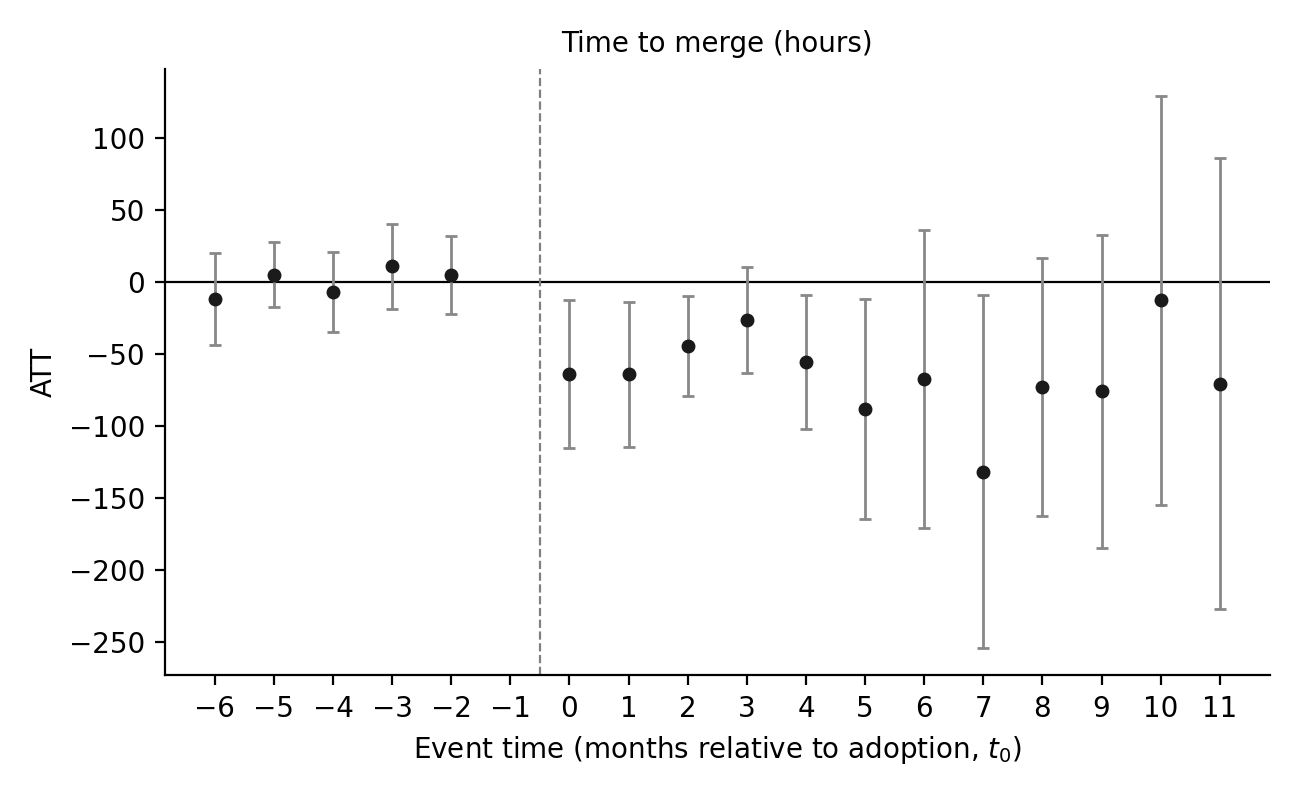 Time to merge (hours)
100
50
0
−50
−100
−150
−200
−250
ATT
−6 −5 −4 −3 −2 −1 0 1 2 3 4 5 6 7 8 9 10 11
Event time (months relative to adoption, t₀)